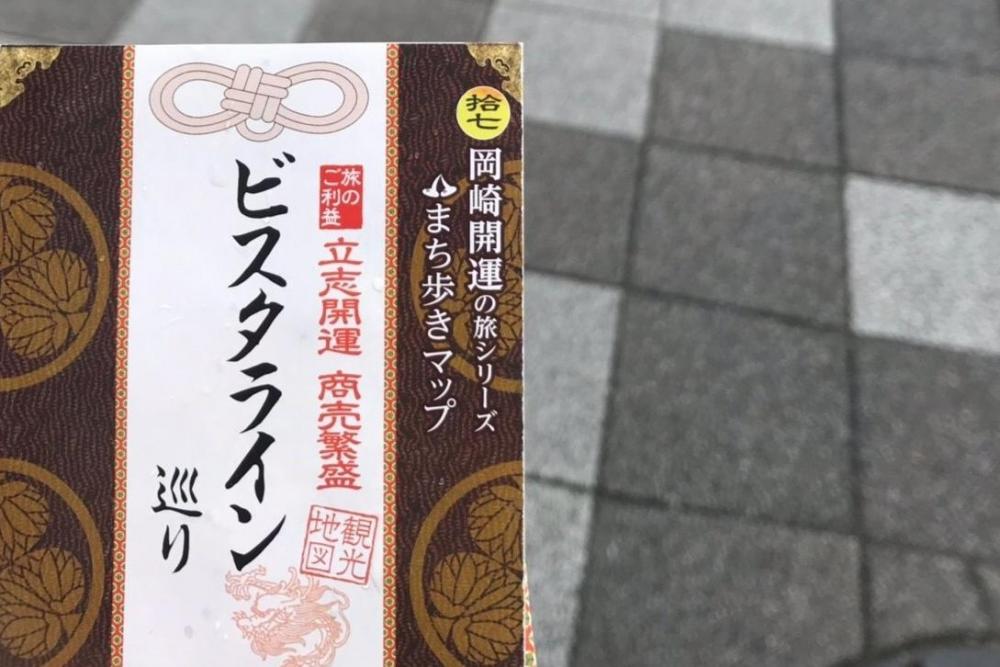 拾七
岡崎開運の旅シリーズ
まち歩きマップ
旅の
ご利益
立志開運 商売繁盛
観光
地図
ビスタライン
巡り